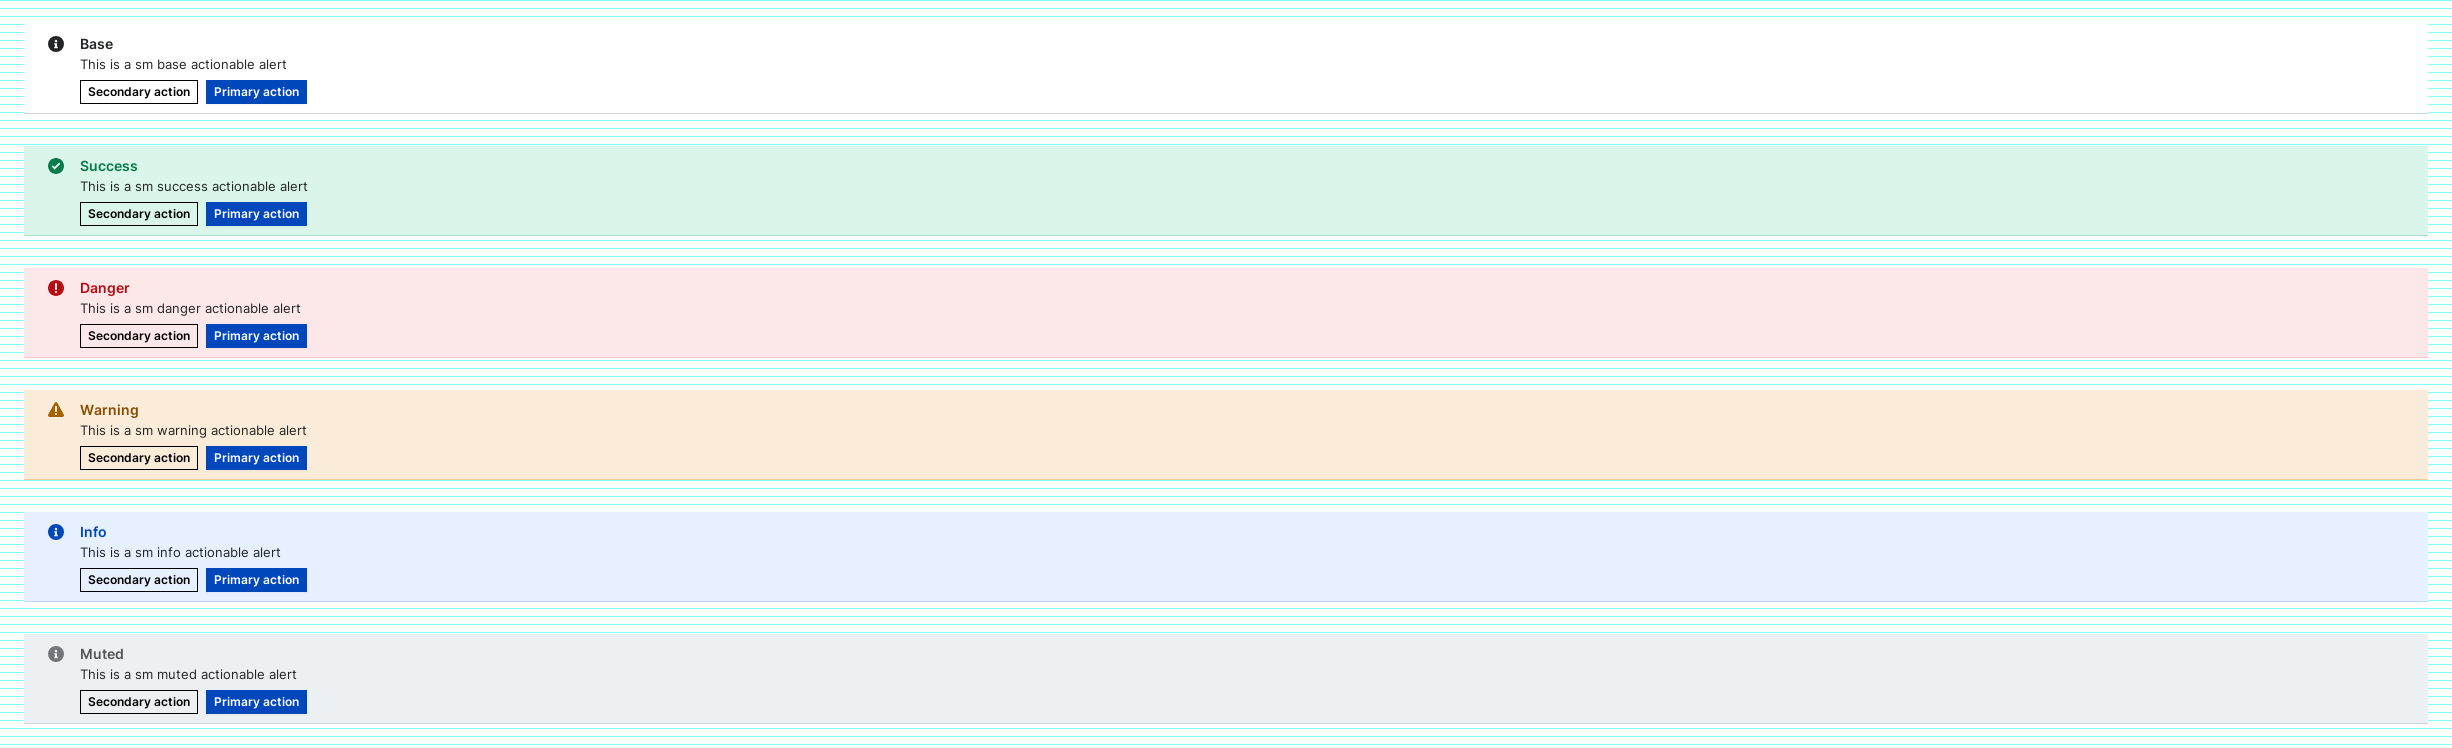 Base
This is a sm base actionable alert
Secondary action Primary action
Success
This is a sm success actionable alert
Secondary action Primary action
Danger
This is a sm danger actionable alert
Secondary action Primary action
Warning
This is a sm warning actionable alert
Secondary action Primary action
Info
This is a sm info actionable alert
Secondary action Primary action
Muted
This is a sm muted actionable alert
Secondary action Primary action